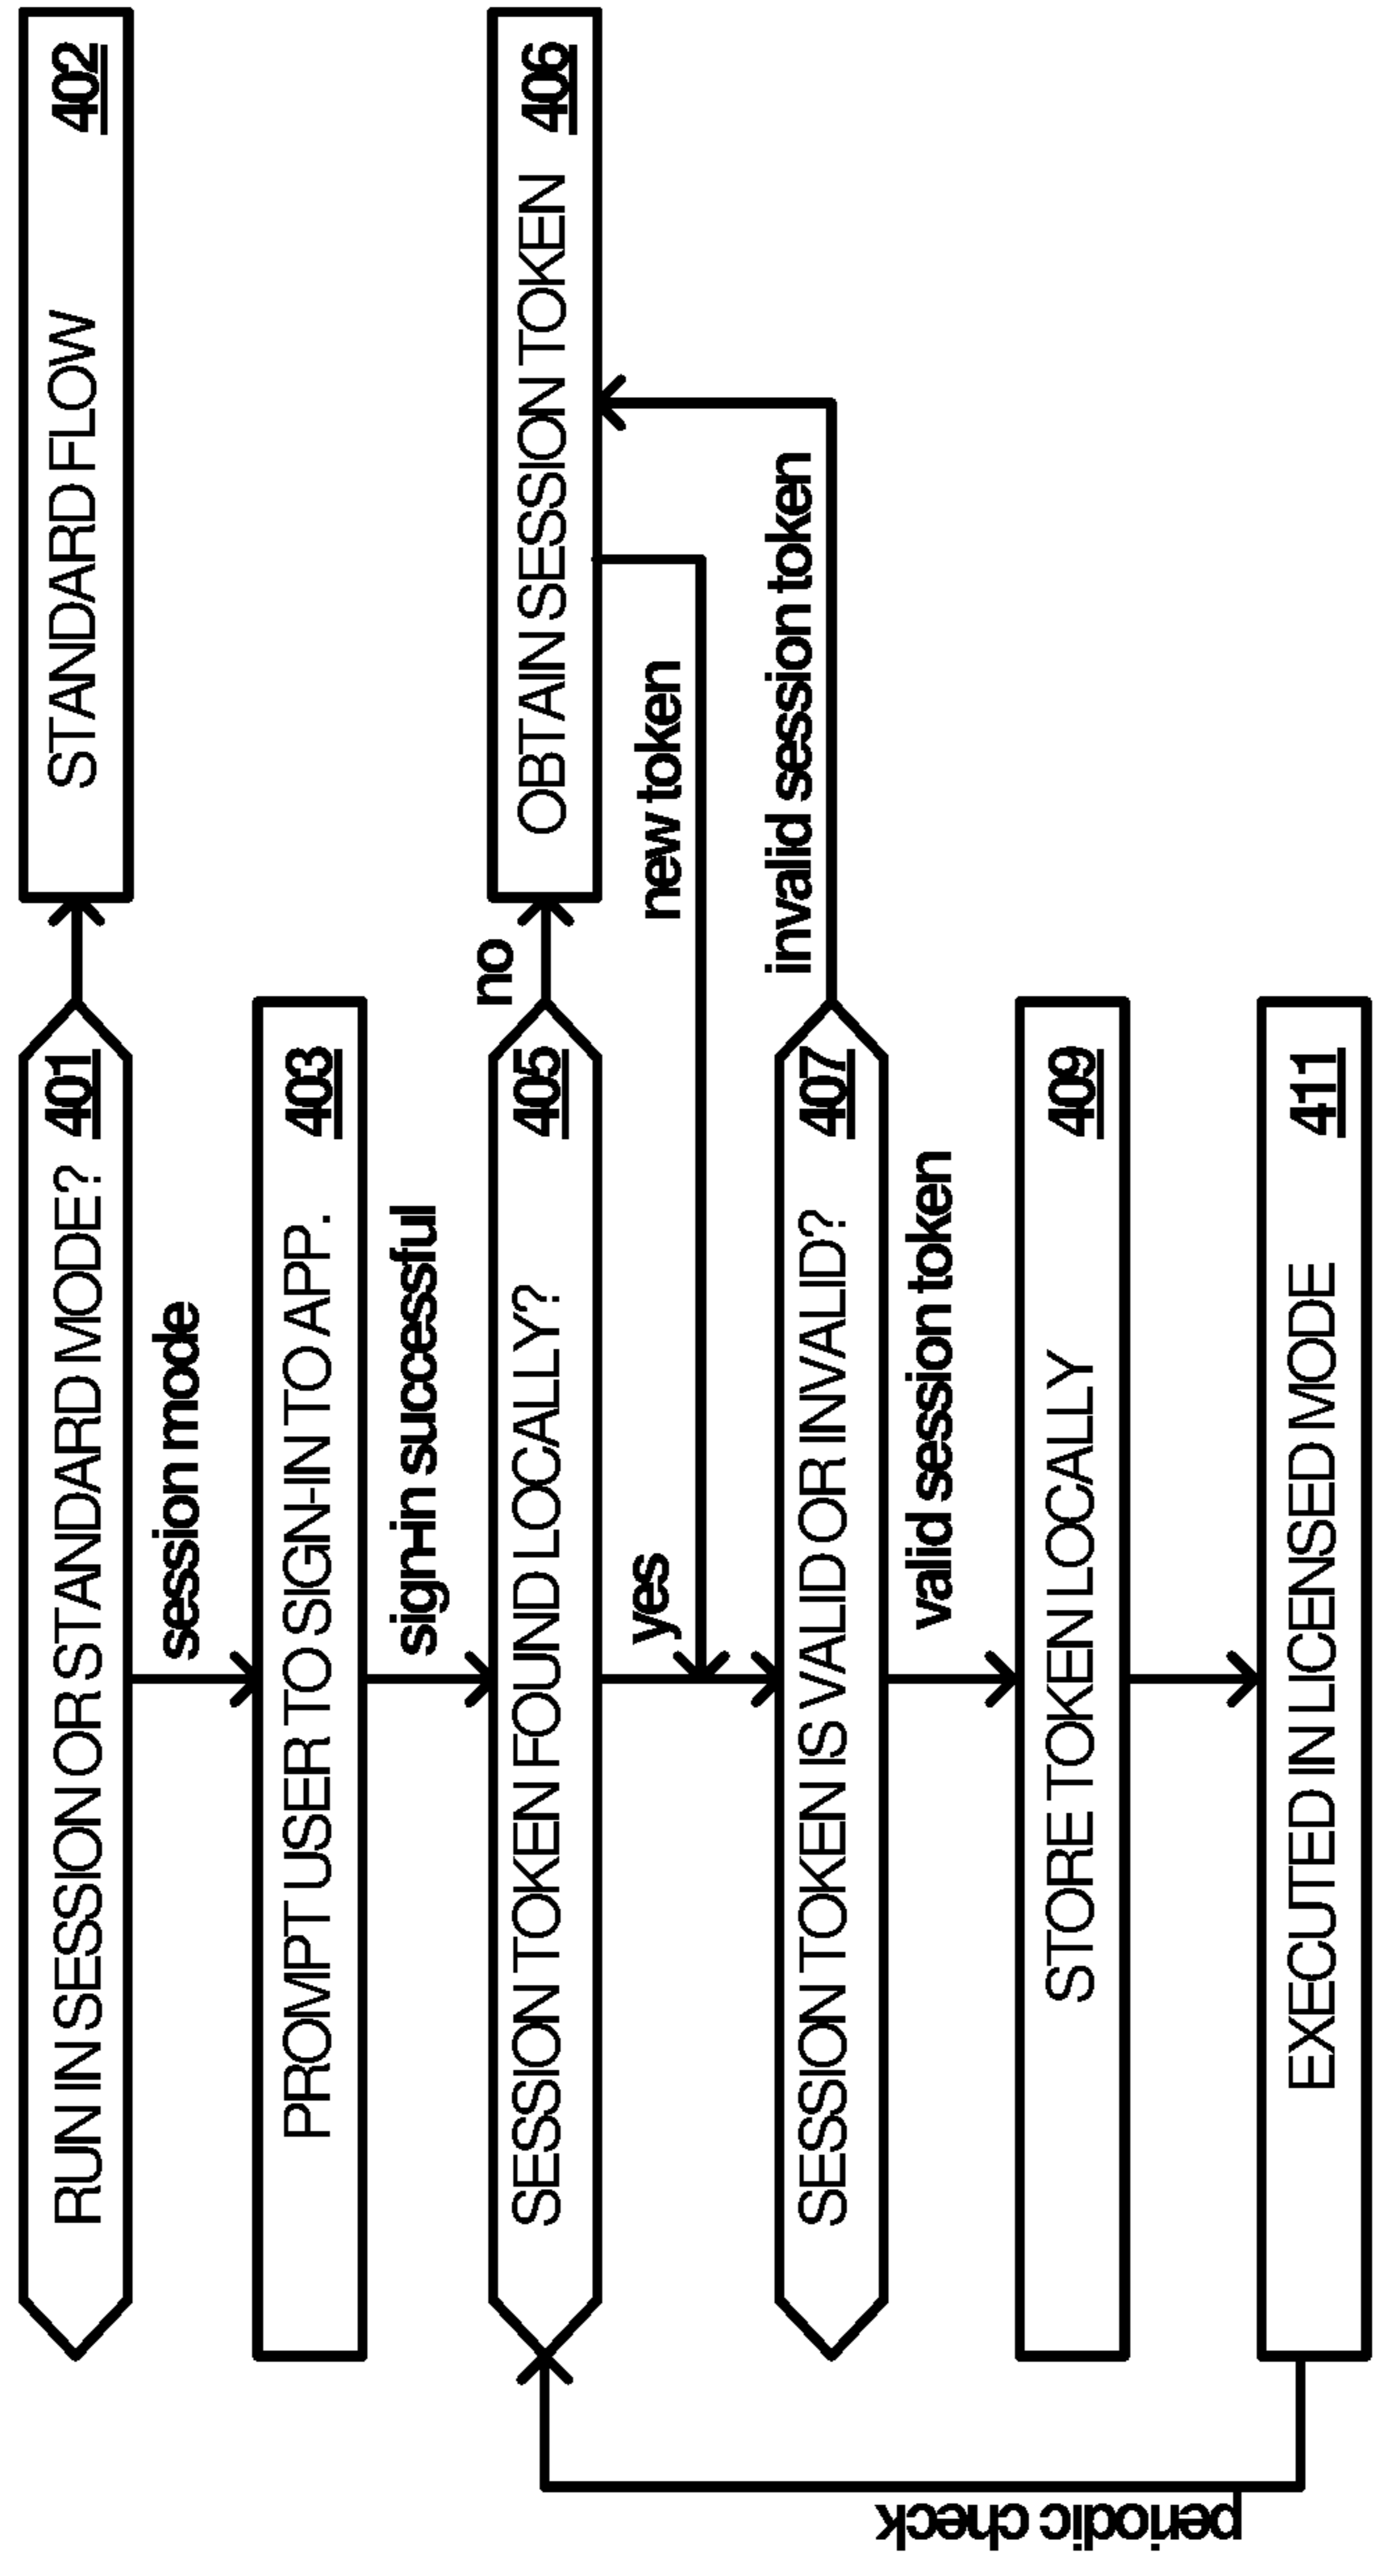 RUN IN SESSION OR STANDARD MODE? 401
STANDARD FLOW 402
session mode
PROMPT USER TO SIGN-IN TO APP. 403
sign-in successful
no
SESSION TOKEN FOUND LOCALLY? 405
OBTAIN SESSION TOKEN 406
yes
new token
SESSION TOKEN IS VALID OR INVALID? 407
invalid session token
valid session token
STORE TOKEN LOCALLY 409
EXECUTED IN LICENSED MODE 411
periodic check